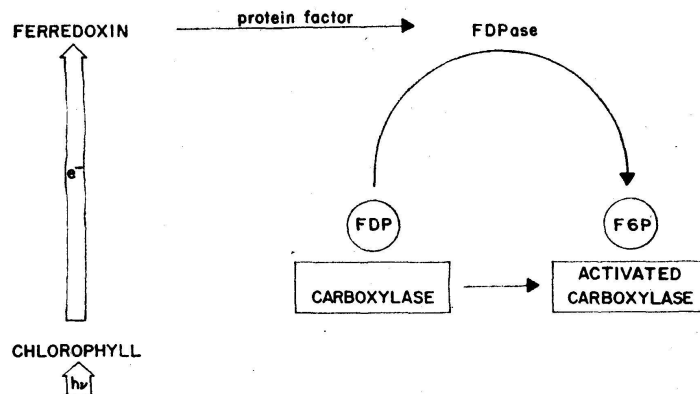 FERREDOXIN
protein factor
FDPase
e⁻
FDP
F6P
CARBOXYLASE
ACTIVATED
CARBOXYLASE
CHLOROPHYLL
hν